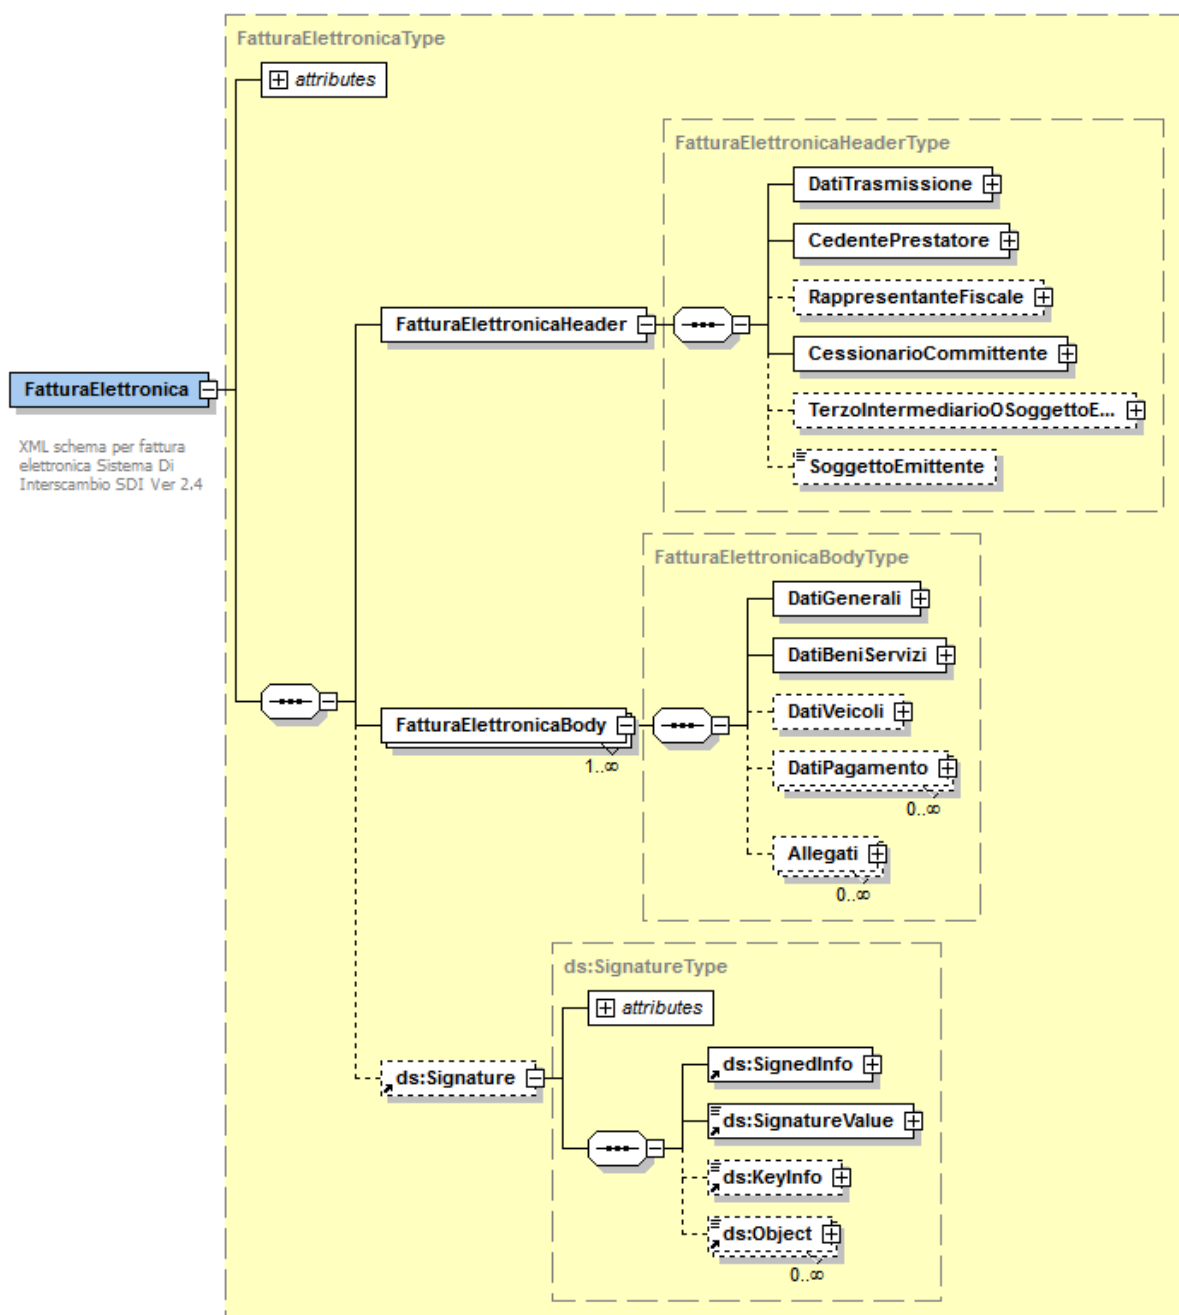 FatturaElettronicaType
attributes
FatturaElettronicaHeaderType
DatiTrasmissione
CedentePrestatore
RappresentanteFiscale
FatturaElettronicaHeader
CessionarioCommittente
FatturaElettronica
TerzoIntermediarioOSoggettoE...
XML schema per fattura
elettronica Sistema Di
Interscambio SDI Ver 2.4
SoggettoEmittente
FatturaElettronicaBodyType
DatiGenerali
DatiBeniServizi
DatiVeicoli
FatturaElettronicaBody
1..∞
DatiPagamento
0..∞
Allegati
0..∞
ds:SignatureType
attributes
ds:SignedInfo
ds:Signature
ds:SignatureValue
ds:KeyInfo
ds:Object
0..∞